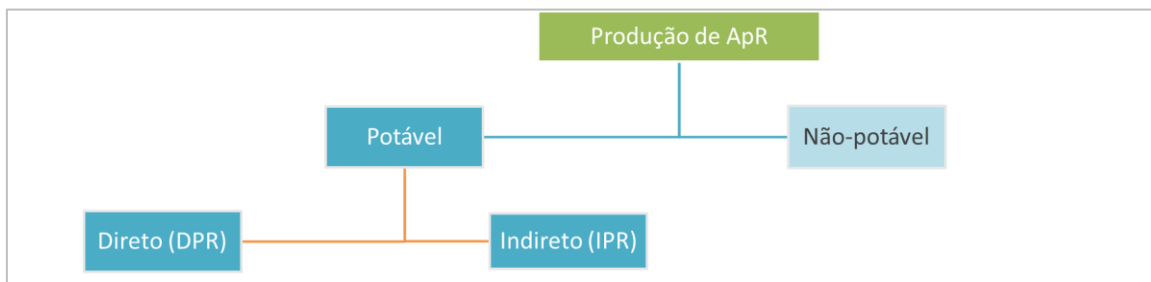 Produção de ApR
Potável
Não-potável
Direto (DPR)
Indireto (IPR)